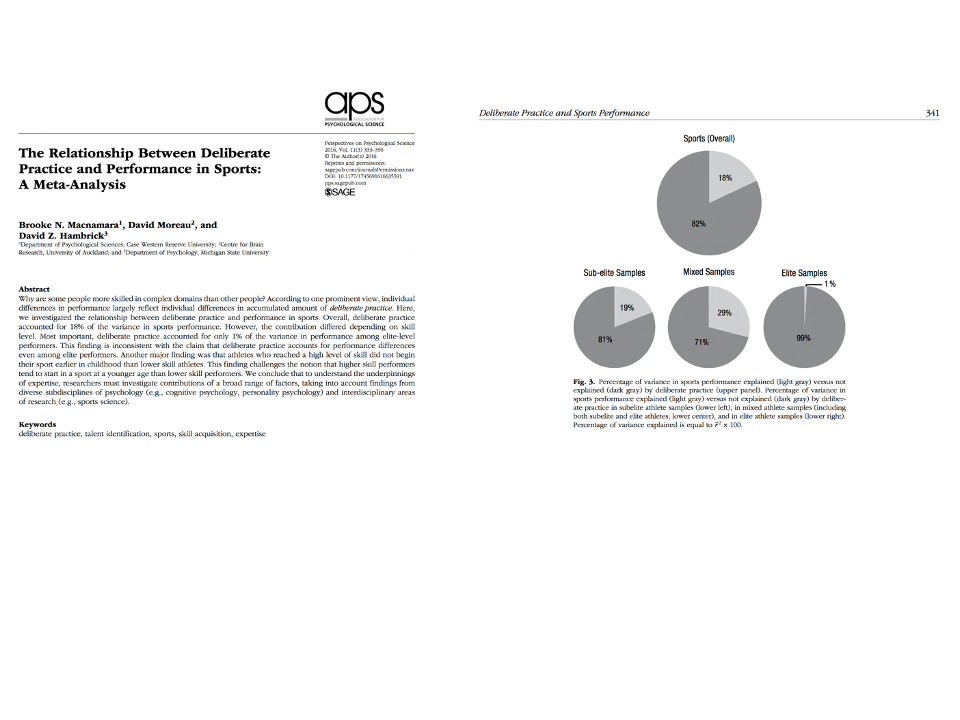 aps
ASSOCIATION FOR
PSYCHOLOGICAL SCIENCE
The Relationship Between Deliberate
Practice and Performance in Sports:
A Meta-Analysis
Perspectives on Psychological Science
2016, Vol. 11(3) 333–350
© The Author(s) 2016
Reprints and permissions:
sagepub.com/journalsPermissions.nav
DOI: 10.1177/1745691616635591
pps.sagepub.com
SAGE
Brooke N. Macnamara¹, David Moreau², and
David Z. Hambrick³
¹Department of Psychological Sciences, Case Western Reserve University; ²Centre for Brain
Research, University of Auckland; and ³Department of Psychology, Michigan State University
Abstract
Why are some people more skilled in complex domains than other people? According to one prominent view, individual
differences in performance largely reflect individual differences in accumulated amount of deliberate practice. Here,
we investigated the relationship between deliberate practice and performance in sports. Overall, deliberate practice
accounted for 18% of the variance in sports performance. However, the contribution differed depending on skill
level. Most important, deliberate practice accounted for only 1% of the variance in performance among elite-level
performers. This finding is inconsistent with the claim that deliberate practice accounts for performance differences
even among elite performers. Another major finding was that athletes who reached a high level of skill did not begin
their sport earlier in childhood than lower skill athletes. This finding challenges the notion that higher skill performers
tend to start in a sport at a younger age than lower skill performers. We conclude that to understand the underpinnings
of expertise, researchers must investigate contributions of a broad range of factors, taking into account findings from
diverse subdisciplines of psychology (e.g., cognitive psychology, personality psychology) and interdisciplinary areas
of research (e.g., sports science).
Keywords
deliberate practice, talent identification, sports, skill acquisition, expertise
Deliberate Practice and Sports Performance 341
Sports (Overall)
18%
82%
Sub-elite Samples
19%
81%
Mixed Samples
29%
71%
Elite Samples
1%
99%
Fig. 3. Percentage of variance in sports performance explained (light gray) versus not
explained (dark gray) by deliberate practice (upper panel). Percentage of variance in
sports performance explained (light gray) versus not explained (dark gray) by deliber-
ate practice in subelite athlete samples (lower left), in mixed athlete samples (including
both subelite and elite athletes; lower center), and in elite athlete samples (lower right).
Percentage of variance explained is equal to r̄² × 100.